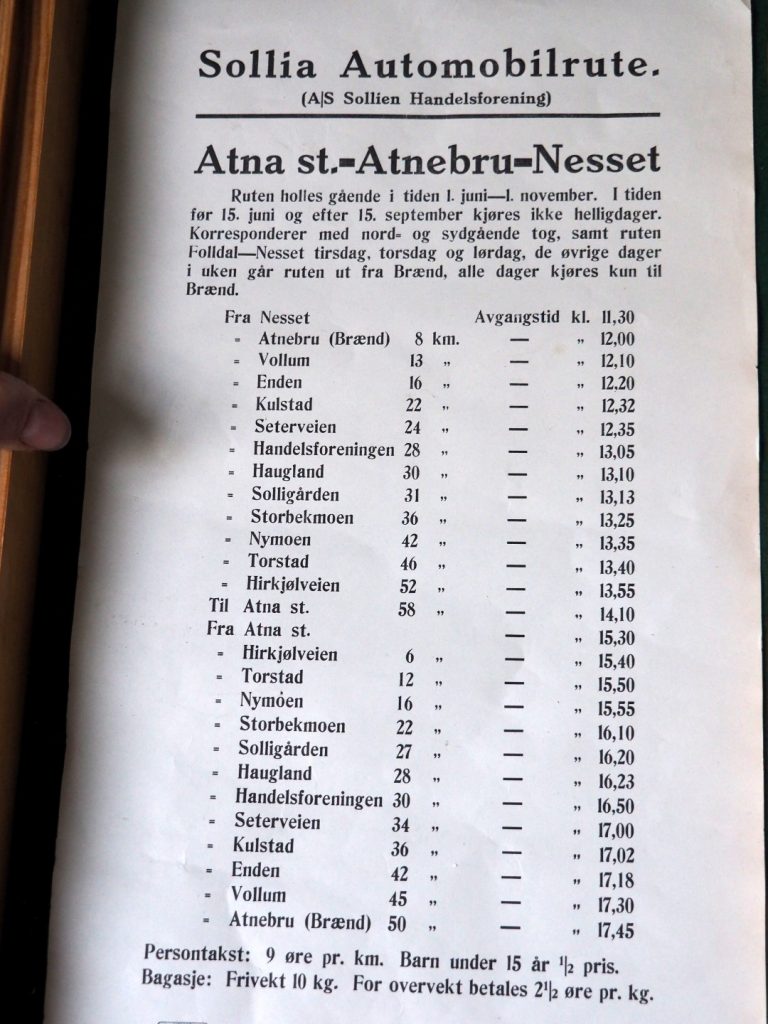 Sollia Automobilrute.
(A|S Sollien Handelsforening)
Atna st.=Atnebru=Nesset
Ruten holles gående i tiden 1. juni—1. november. I tiden
før 15. juni og efter 15. september kjøres ikke helligdager.
Korresponderer med nord- og sydgående tog, samt ruten
Folldal—Nesset tirsdag, torsdag og lørdag, de øvrige dager
i uken går ruten ut fra Brænd, alle dager kjøres kun til
Brænd.
Fra Nesset Avgangstid kl. 11,30
= Atnebru (Brænd) 8 km. — „ 12,00
= Vollum 13 „ — „ 12,10
= Enden 16 „ — „ 12,20
= Kulstad 22 „ — „ 12,32
= Seterveien 24 „ — „ 12,35
= Handelsforeningen 28 „ — „ 13,05
= Haugland 30 „ — „ 13,10
= Solligården 31 „ — „ 13,13
= Storbekmoen 36 „ — „ 13,25
= Nymoen 42 „ — „ 13,35
= Torstad 46 „ — „ 13,40
= Hirkjølveien 52 „ — „ 13,55
Til Atna st. 58 „ — „ 14,10
Fra Atna st. — „ 15,30
= Hirkjølveien 6 „ — „ 15,40
= Torstad 12 „ — „ 15,50
= Nymoen 16 „ — „ 15,55
= Storbekmoen 22 „ — „ 16,10
= Solligården 27 „ — „ 16,20
= Haugland 28 „ — „ 16,23
= Handelsforeningen 30 „ — „ 16,50
= Seterveien 34 „ — „ 17,00
= Kulstad 36 „ — „ 17,02
= Enden 42 „ — „ 17,18
= Vollum 45 „ — „ 17,30
= Atnebru (Brænd) 50 „ — „ 17,45
Persontakst: 9 øre pr. km. Barn under 15 år 1|2 pris.
Bagasje: Frivekt 10 kg. For overvekt betales 2 1|2 øre pr. kg.